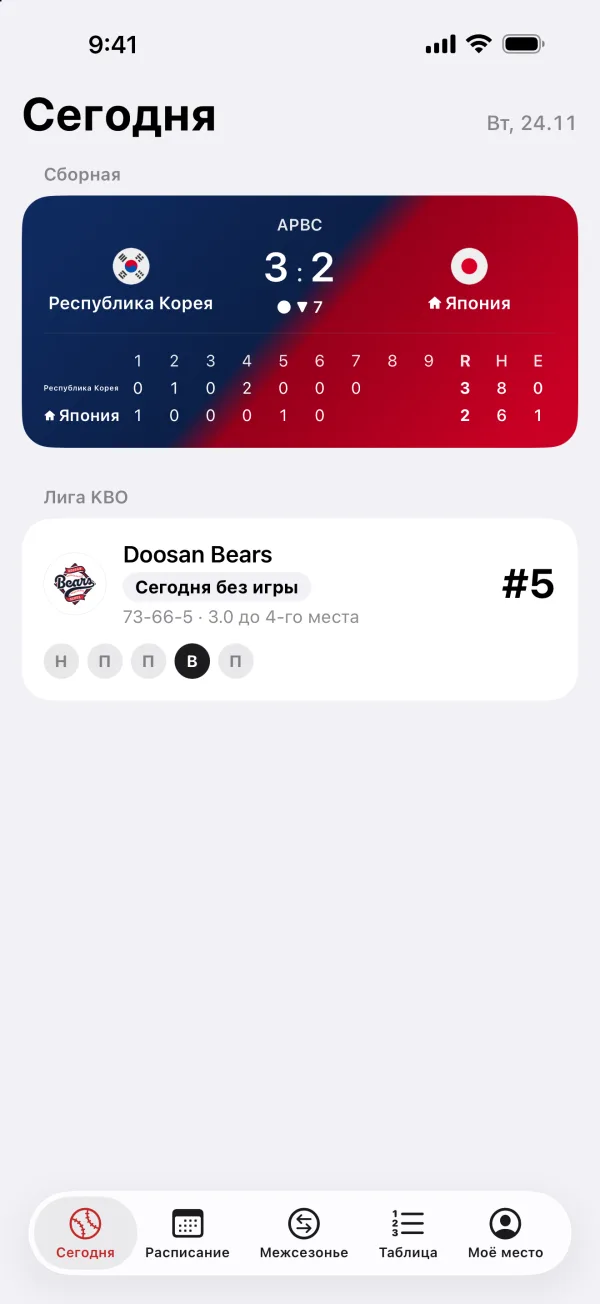 9:41
Сегодня
Вт, 24.11
Сборная
APBC
3 : 2
Республика Корея
Япония
7
1 2 3 4 5 6 7 8 9 R H E
Республика Корея 0 1 0 2 0 0 0 3 8 0
Япония 1 0 0 0 1 0 2 6 1
Лига KBO
Bears
Doosan Bears
Сегодня без игры
#5
73-66-5 · 3.0 до 4-го места
Н П П В П
Сегодня Расписание Межсезонье Таблица Моё место